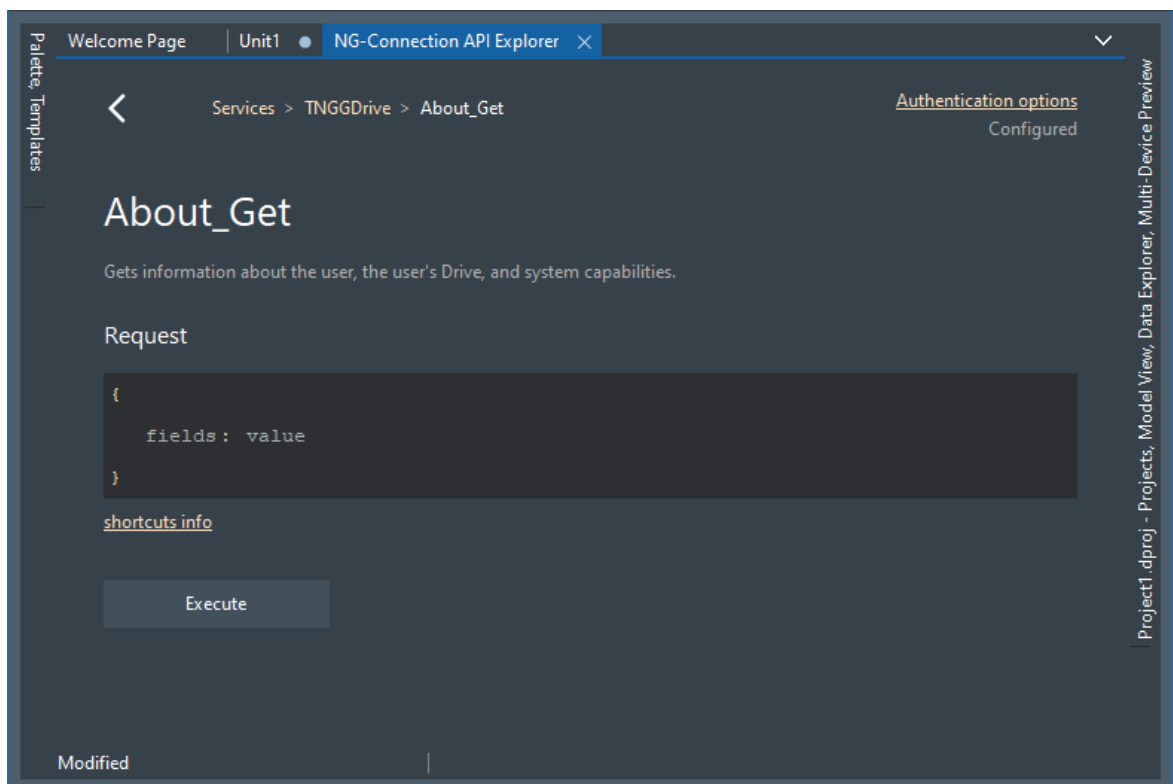 Palette, Templates
Welcome Page
Unit1
NG-Connection API Explorer
Services > TNGGDrive > About_Get
Authentication options
Configured
About_Get
Gets information about the user, the user's Drive, and system capabilities.
Request
{
fields: value
}
shortcuts info
Execute
Modified
Project1.dproj - Projects, Model View, Data Explorer, Multi-Device Preview